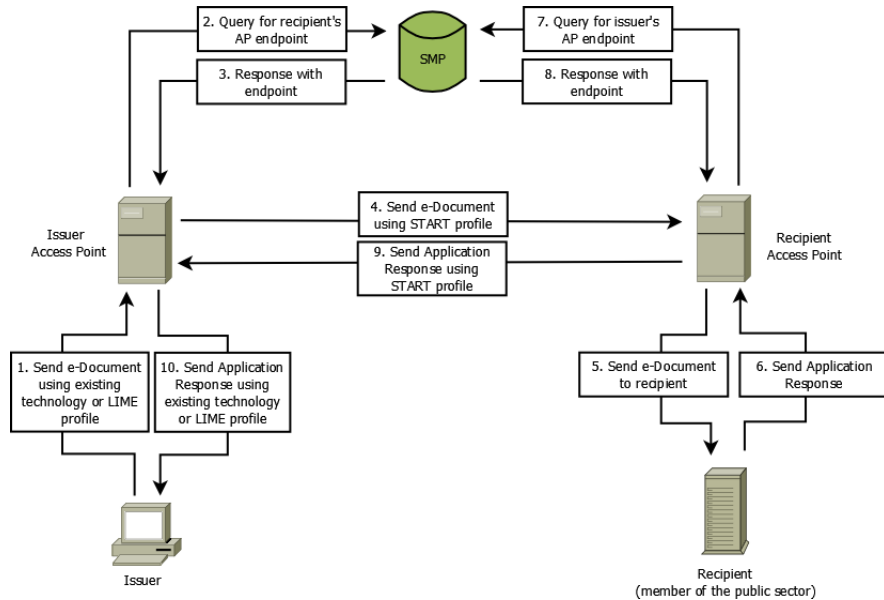 2. Query for recipient's
AP endpoint
SMP
7. Query for issuer's
AP endpoint
3. Response with
endpoint
8. Response with
endpoint
Issuer
Access Point
4. Send e-Document
using START profile
9. Send Application
Response using
START profile
Recipient
Access Point
1. Send e-Document
using existing
technology or LIME
profile
10. Send Application
Response using
existing technology
or LIME profile
5. Send e-Document
to recipient
6. Send Application
Response
Issuer
Recipient
(member of the public sector)